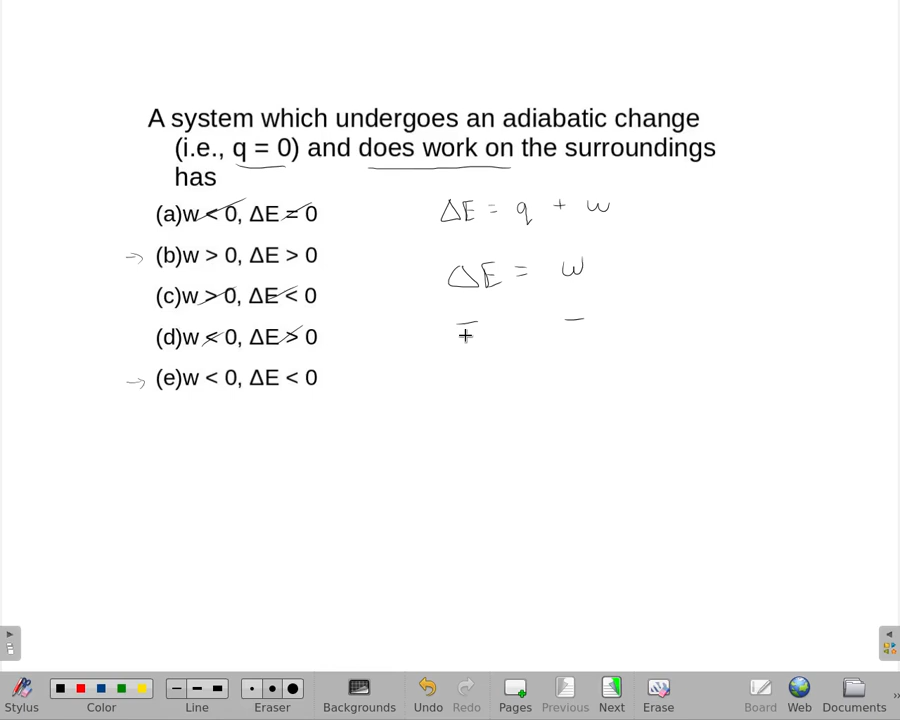 A system which undergoes an adiabatic change
(i.e., q = 0) and does work on the surroundings
has
(a)w < 0, ΔE = 0
(b)w > 0, ΔE > 0
(c)w > 0, ΔE < 0
(d)w < 0, ΔE > 0
(e)w < 0, ΔE < 0
ΔE = q + w
ΔE = w
− −
Stylus
Color
Line
Eraser
Backgrounds
Undo
Redo
Pages
Previous
Next
Erase
Board
Web
Documents